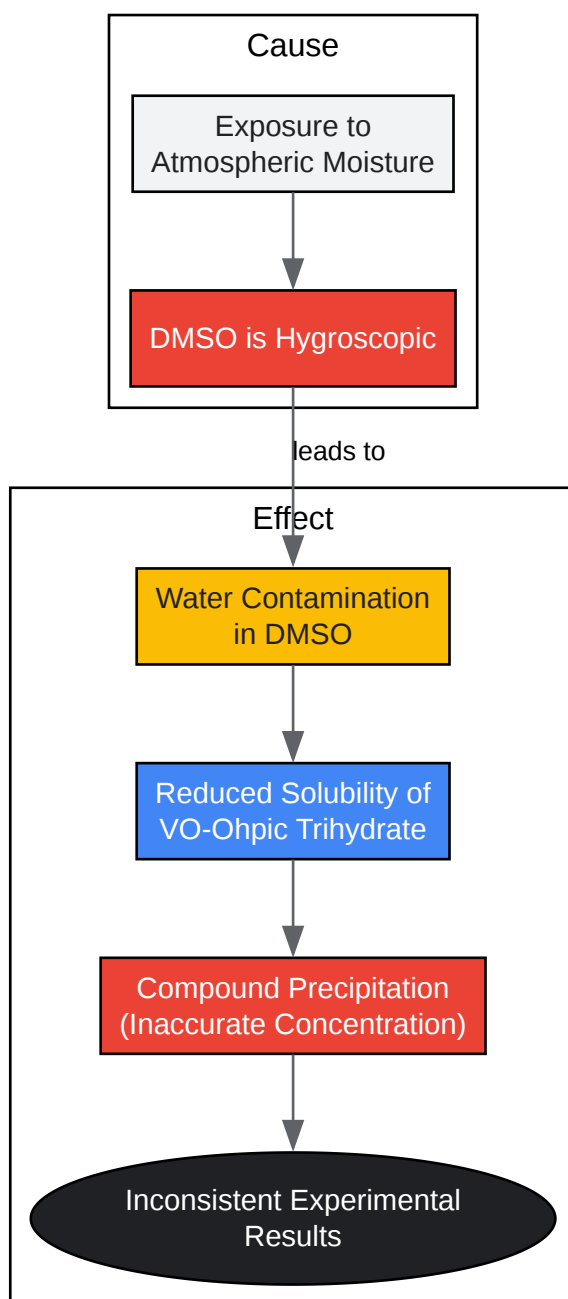 Cause
Exposure to
Atmospheric Moisture
DMSO is Hygroscopic
leads to
Effect
Water Contamination
in DMSO
Reduced Solubility of
VO-Ohpic Trihydrate
Compound Precipitation
(Inaccurate Concentration)
Inconsistent Experimental
Results